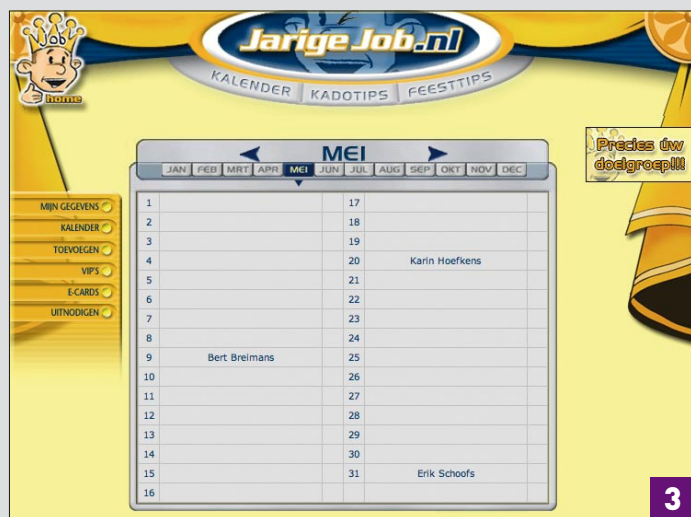 Job
home
JarigeJob.nl
KALENDER KADOTIPS FEESTTIPS
Precies úw
doelgroep!!!
MEI
JAN FEB MRT APR MEI JUN JUL AUG SEP OKT NOV DEC
MIJN GEGEVENS
KALENDER
TOEVOEGEN
VIP'S
E-CARDS
UITNODIGEN
1 17
2 18
3 19
4 20 Karin Hoefkens
5 21
6 22
7 23
8 24
9 Bert Breimans 25
10 26
11 27
12 28
13 29
14 30
15 31 Erik Schoofs
16
3